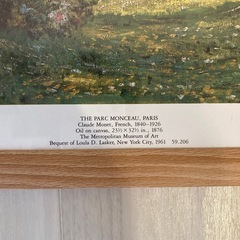 THE PARC MONCEAU, PARIS
Claude Monet, French, 1840–1926
Oil on canvas, 23½ × 32½ in., 1876
The Metropolitan Museum of Art
Bequest of Loula D. Lasker, New York City, 1961 59.206